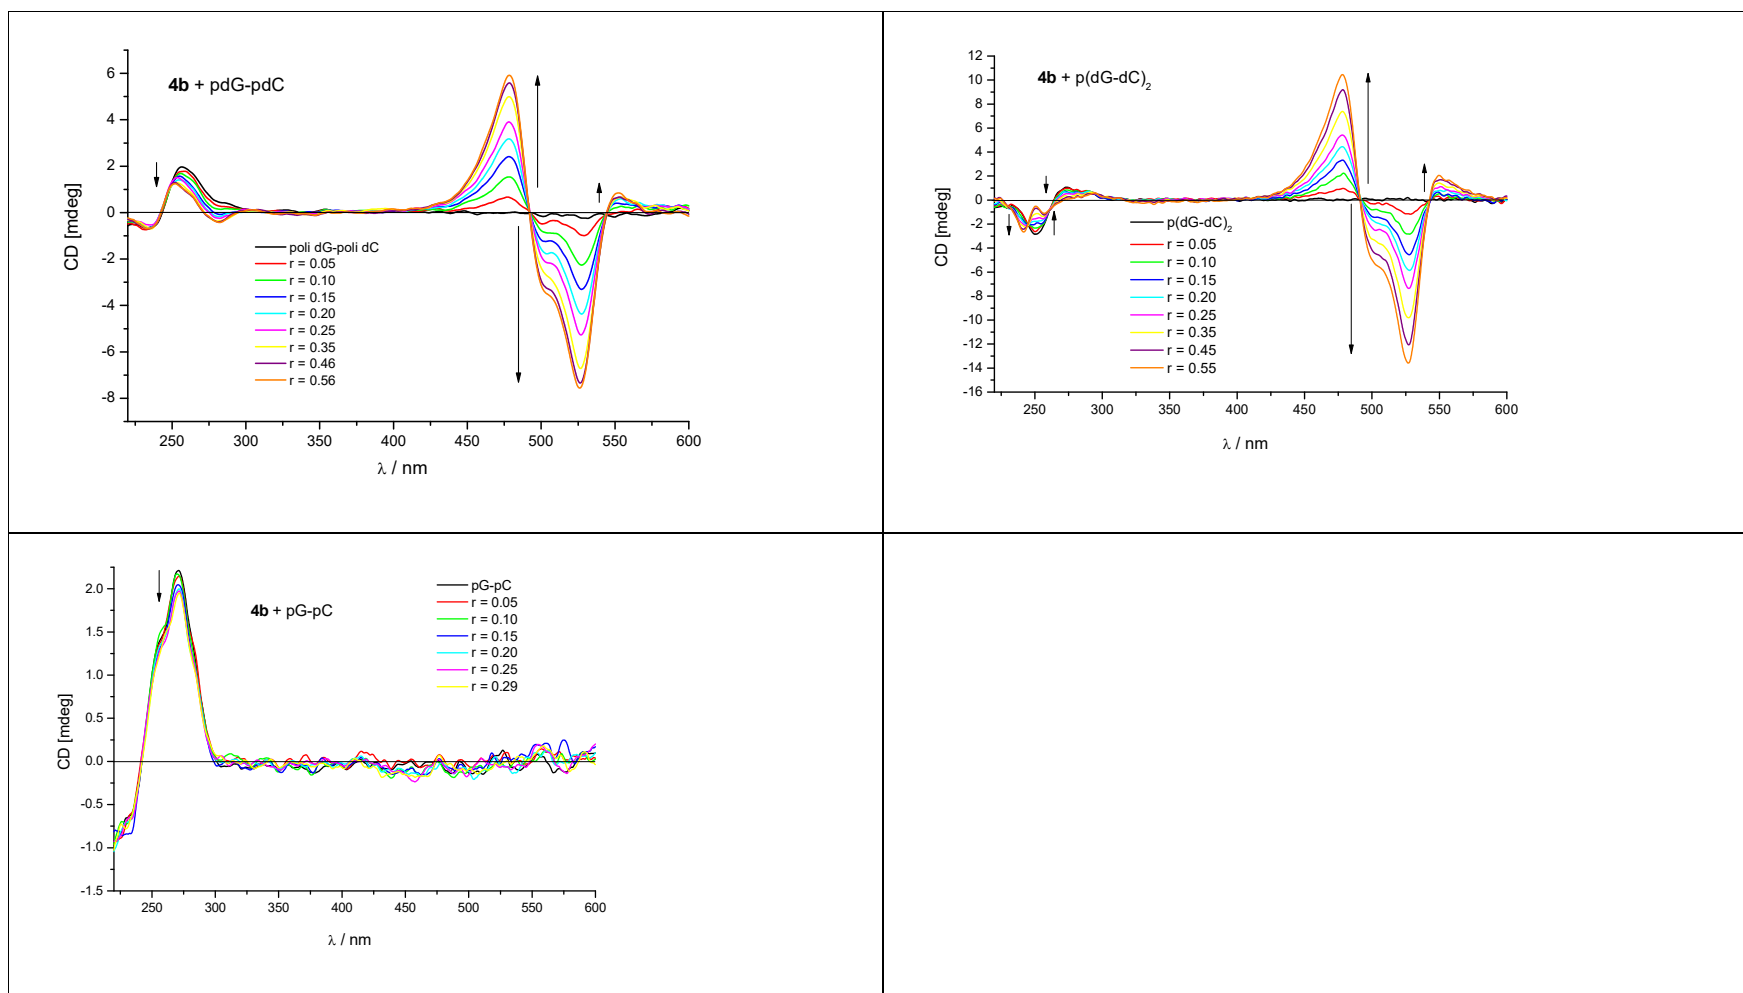 4b + pdG-pdC
CD [mdeg]
6
4
2
0
-2
-4
-6
-8
poli dG-poli dC
r = 0.05
r = 0.10
r = 0.15
r = 0.20
r = 0.25
r = 0.35
r = 0.46
r = 0.56
250 300 350 400 450 500 550 600
λ / nm
4b + p(dG-dC)2
CD [mdeg]
12
10
8
6
4
2
0
-2
-4
-6
-8
-10
-12
-14
-16
p(dG-dC)2
r = 0.05
r = 0.10
r = 0.15
r = 0.20
r = 0.25
r = 0.35
r = 0.45
r = 0.55
250 300 350 400 450 500 550 600
λ / nm
4b + pG-pC
CD [mdeg]
2.0
1.5
1.0
0.5
0.0
-0.5
-1.0
-1.5
pG-pC
r = 0.05
r = 0.10
r = 0.15
r = 0.20
r = 0.25
r = 0.29
250 300 350 400 450 500 550 600
λ / nm